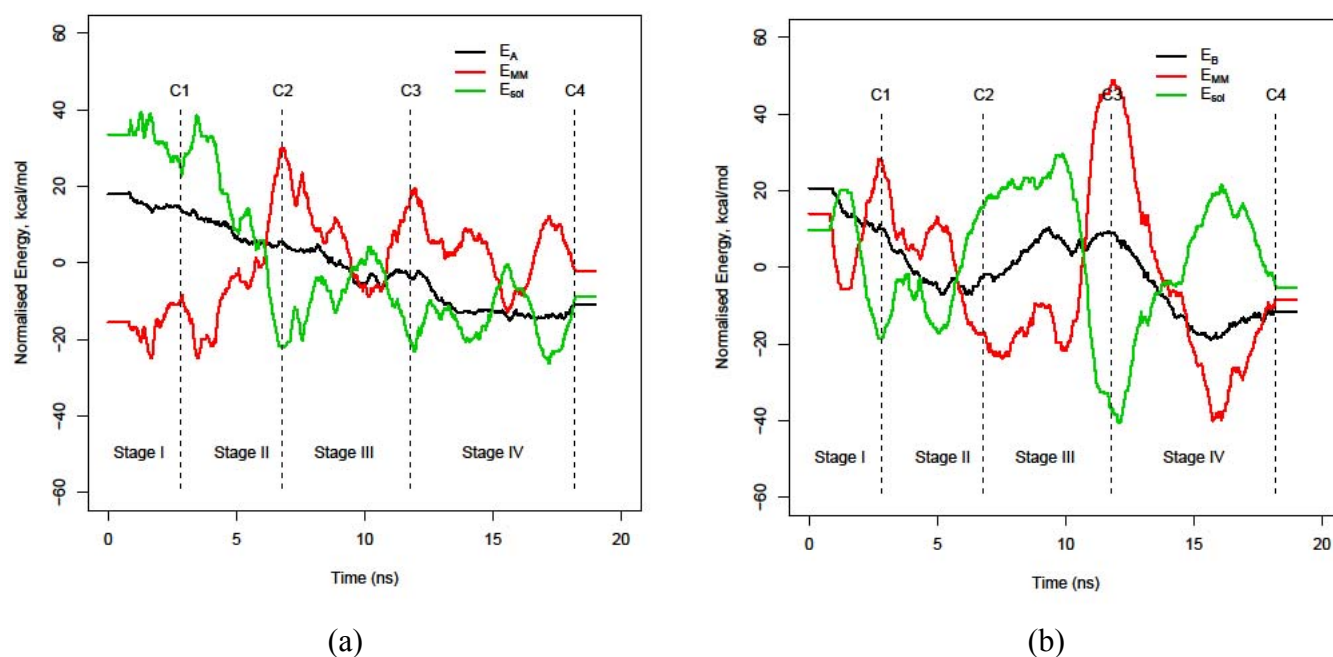 Normalised Energy, kcal/mol
60
40
20
0
−20
−40
−60
E_A
E_MM
E_sol
C1 C2 C3 C4
Stage I Stage II Stage III Stage IV
0 5 10 15 20
Time (ns)
(a)
Normalised Energy, kcal/mol
60
40
20
0
−20
−40
−60
E_B
E_MM
E_sol
C1 C2 C3 C4
Stage I Stage II Stage III Stage IV
0 5 10 15 20
Time (ns)
(b)